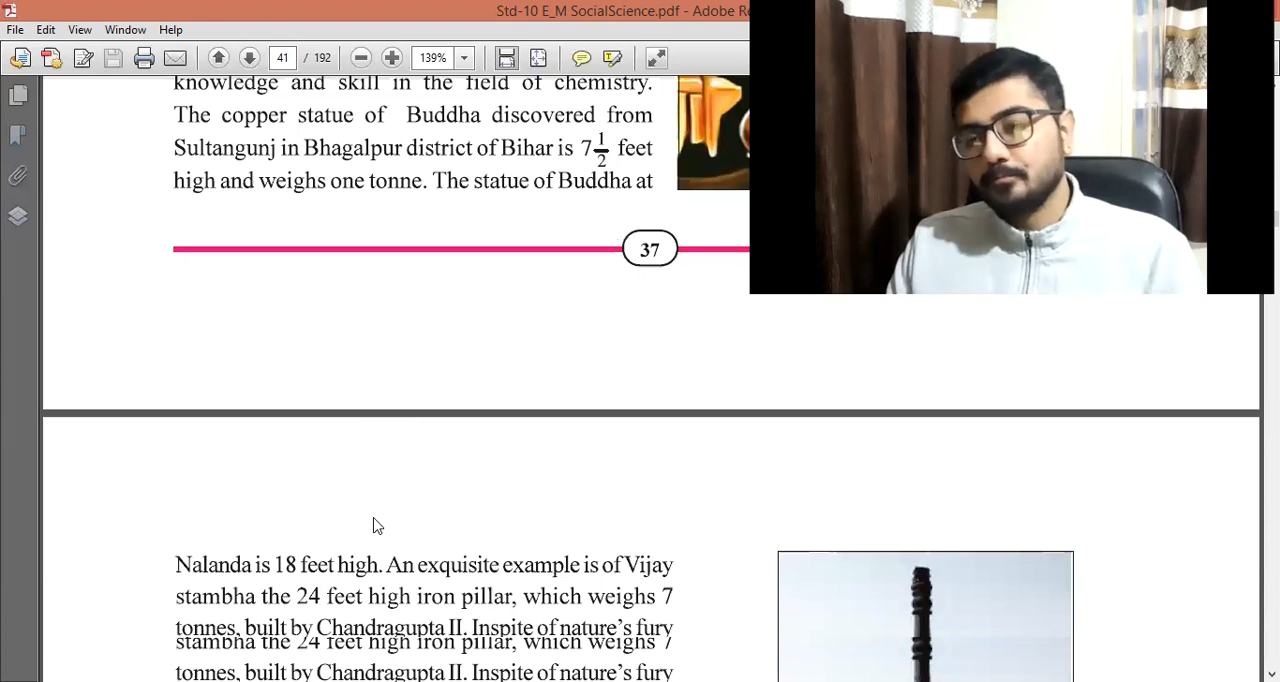 Std-10 E_M SocialScience.pdf - Adobe Re
File Edit View Window Help
41 / 192 139%
knowledge and skill in the field of chemistry.
The copper statue of Buddha discovered from
Sultangunj in Bhagalpur district of Bihar is 7 1/2 feet
high and weighs one tonne. The statue of Buddha at
37
Nalanda is 18 feet high. An exquisite example is of Vijay
stambha the 24 feet high iron pillar, which weighs 7
tonnes, built by Chandragupta II. Inspite of nature's fury
stambha the 24 feet high iron pillar, which weighs 7
tonnes, built by Chandragupta II. Inspite of nature's fury